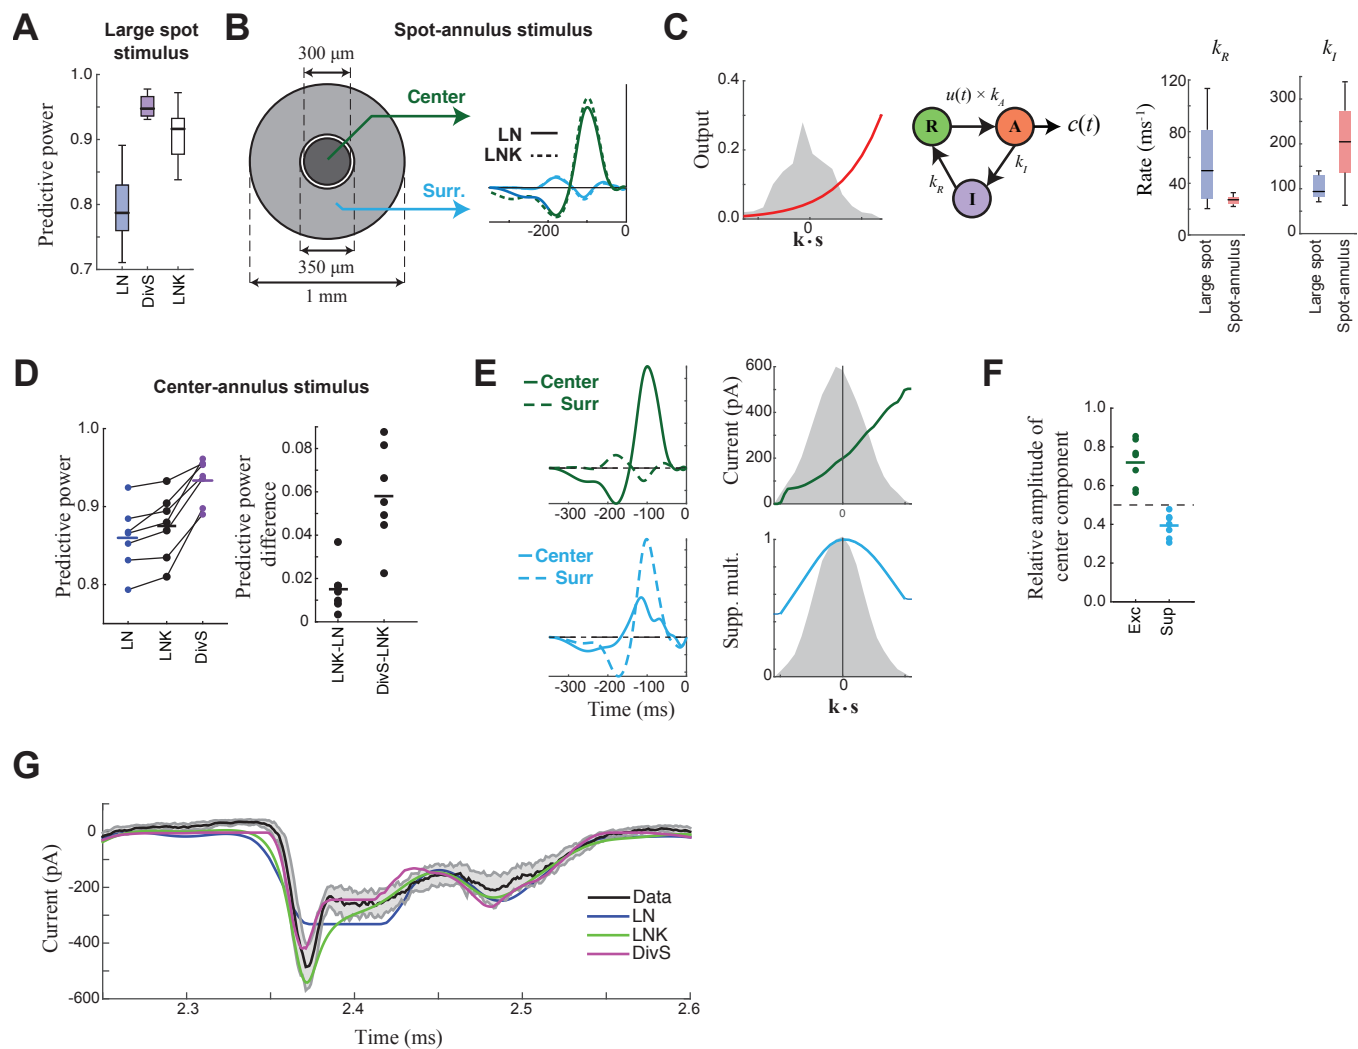 A
Large spot
stimulus
Predictive power
1.0
0.9
0.8
0.7
LN
DivS
LNK
B
Spot-annulus stimulus
300 μm
Center
Surr.
350 μm
1 mm
LN
LNK
-200
0
C
Output
0.4
0.2
0.0
0
k·s
u(t) × k_A
R
A
c(t)
k_R
k_I
I
k_R
Rate (ms⁻¹)
120
80
40
0
Large spot
Spot-annulus
k_I
300
200
100
0
Large spot
Spot-annulus
D
Center-annulus stimulus
Predictive power
1.0
0.9
0.8
LN
LNK
DivS
Predictive power
difference
0.08
0.06
0.04
0.02
0
LNK-LN
DivS-LNK
E
Center
Surr
-300
-200
-100
0
Current (pA)
600
400
200
0
0
Center
Surr
-300
-200
-100
0
Time (ms)
Supp. mult.
1
0
0
k·s
F
Relative amplitude of
center component
1.0
0.8
0.6
0.4
0.2
0.0
Exc
Sup
G
Current (pA)
0
-200
-400
-600
2.3
2.4
2.5
2.6
Time (ms)
Data
LN
LNK
DivS